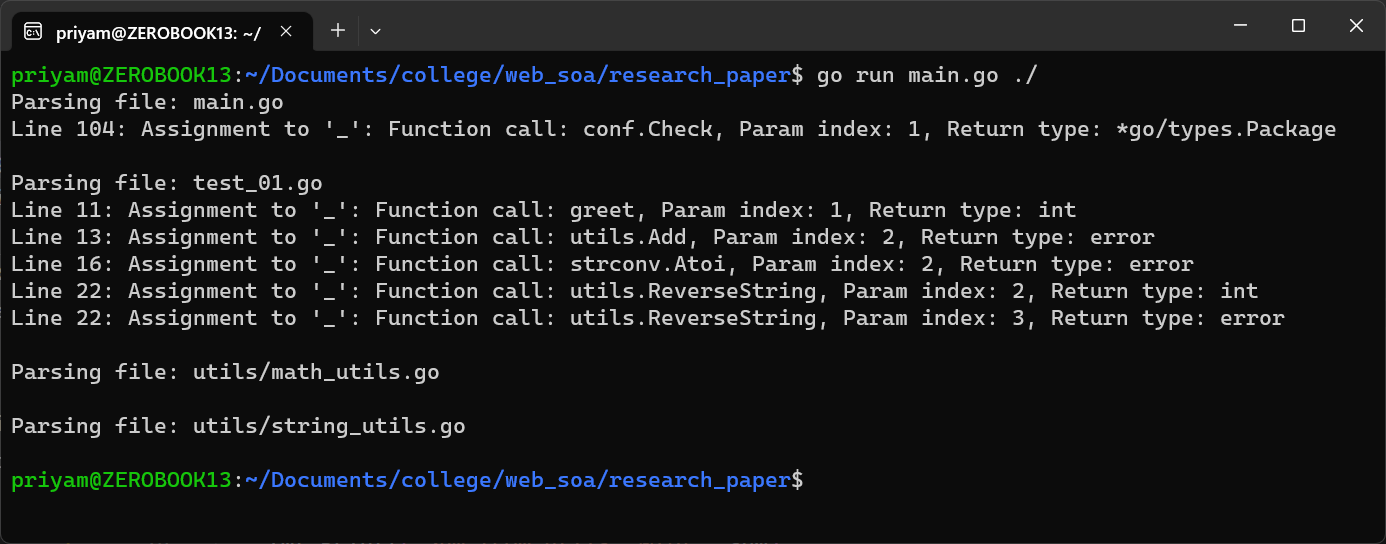 priyam@ZEROBOOK13: ~/
priyam@ZEROBOOK13:~/Documents/college/web_soa/research_paper$ go run main.go ./
Parsing file: main.go
Line 104: Assignment to '_': Function call: conf.Check, Param index: 1, Return type: *go/types.Package
Parsing file: test_01.go
Line 11: Assignment to '_': Function call: greet, Param index: 1, Return type: int
Line 13: Assignment to '_': Function call: utils.Add, Param index: 2, Return type: error
Line 16: Assignment to '_': Function call: strconv.Atoi, Param index: 2, Return type: error
Line 22: Assignment to '_': Function call: utils.ReverseString, Param index: 2, Return type: int
Line 22: Assignment to '_': Function call: utils.ReverseString, Param index: 3, Return type: error
Parsing file: utils/math_utils.go
Parsing file: utils/string_utils.go
priyam@ZEROBOOK13:~/Documents/college/web_soa/research_paper$